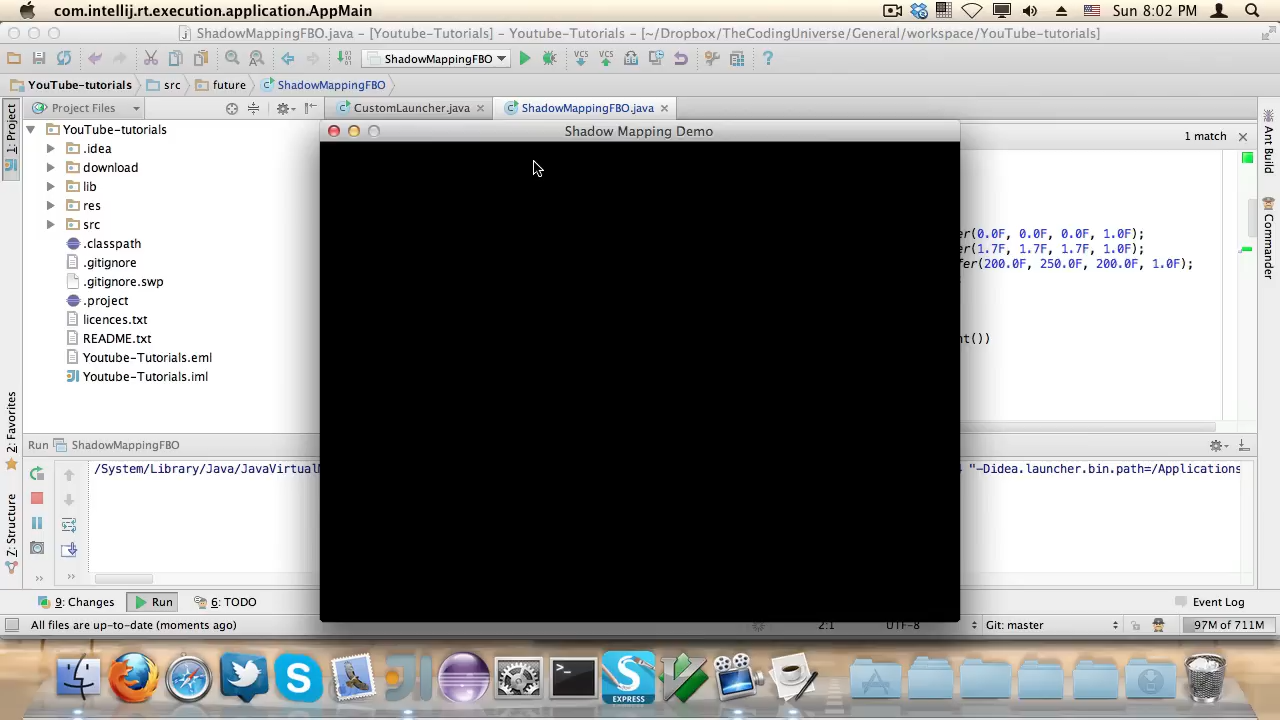 com.intellij.rt.execution.application.AppMain
Sun 8:02 PM
ShadowMappingFBO.java – [Youtube-Tutorials] – Youtube-Tutorials – [~/Dropbox/TheCodingUniverse/General/workspace/YouTube-tutorials]
ShadowMappingFBO
YouTube-tutorials
src
future
ShadowMappingFBO
Project Files
CustomLauncher.java
ShadowMappingFBO.java
1: Project
Shadow Mapping Demo
1 match
Ant Build
Commander
YouTube-tutorials
.idea
download
lib
res
src
.classpath
.gitignore
.gitignore.swp
.project
licences.txt
README.txt
Youtube-Tutorials.eml
Youtube-Tutorials.iml
er(0.0F, 0.0F, 0.0F, 1.0F);
er(1.7F, 1.7F, 1.7F, 1.0F);
fer(200.0F, 250.0F, 200.0F, 1.0F);
nt())
2: Favorites
Z: Structure
Run
ShadowMappingFBO
/System/Library/Java/JavaVirtualM
"-Didea.launcher.bin.path=/Applications
9: Changes
Run
6: TODO
Event Log
All files are up-to-date (moments ago)
2:1
UTF-8
Git: master
97M of 711M
EXPRESS